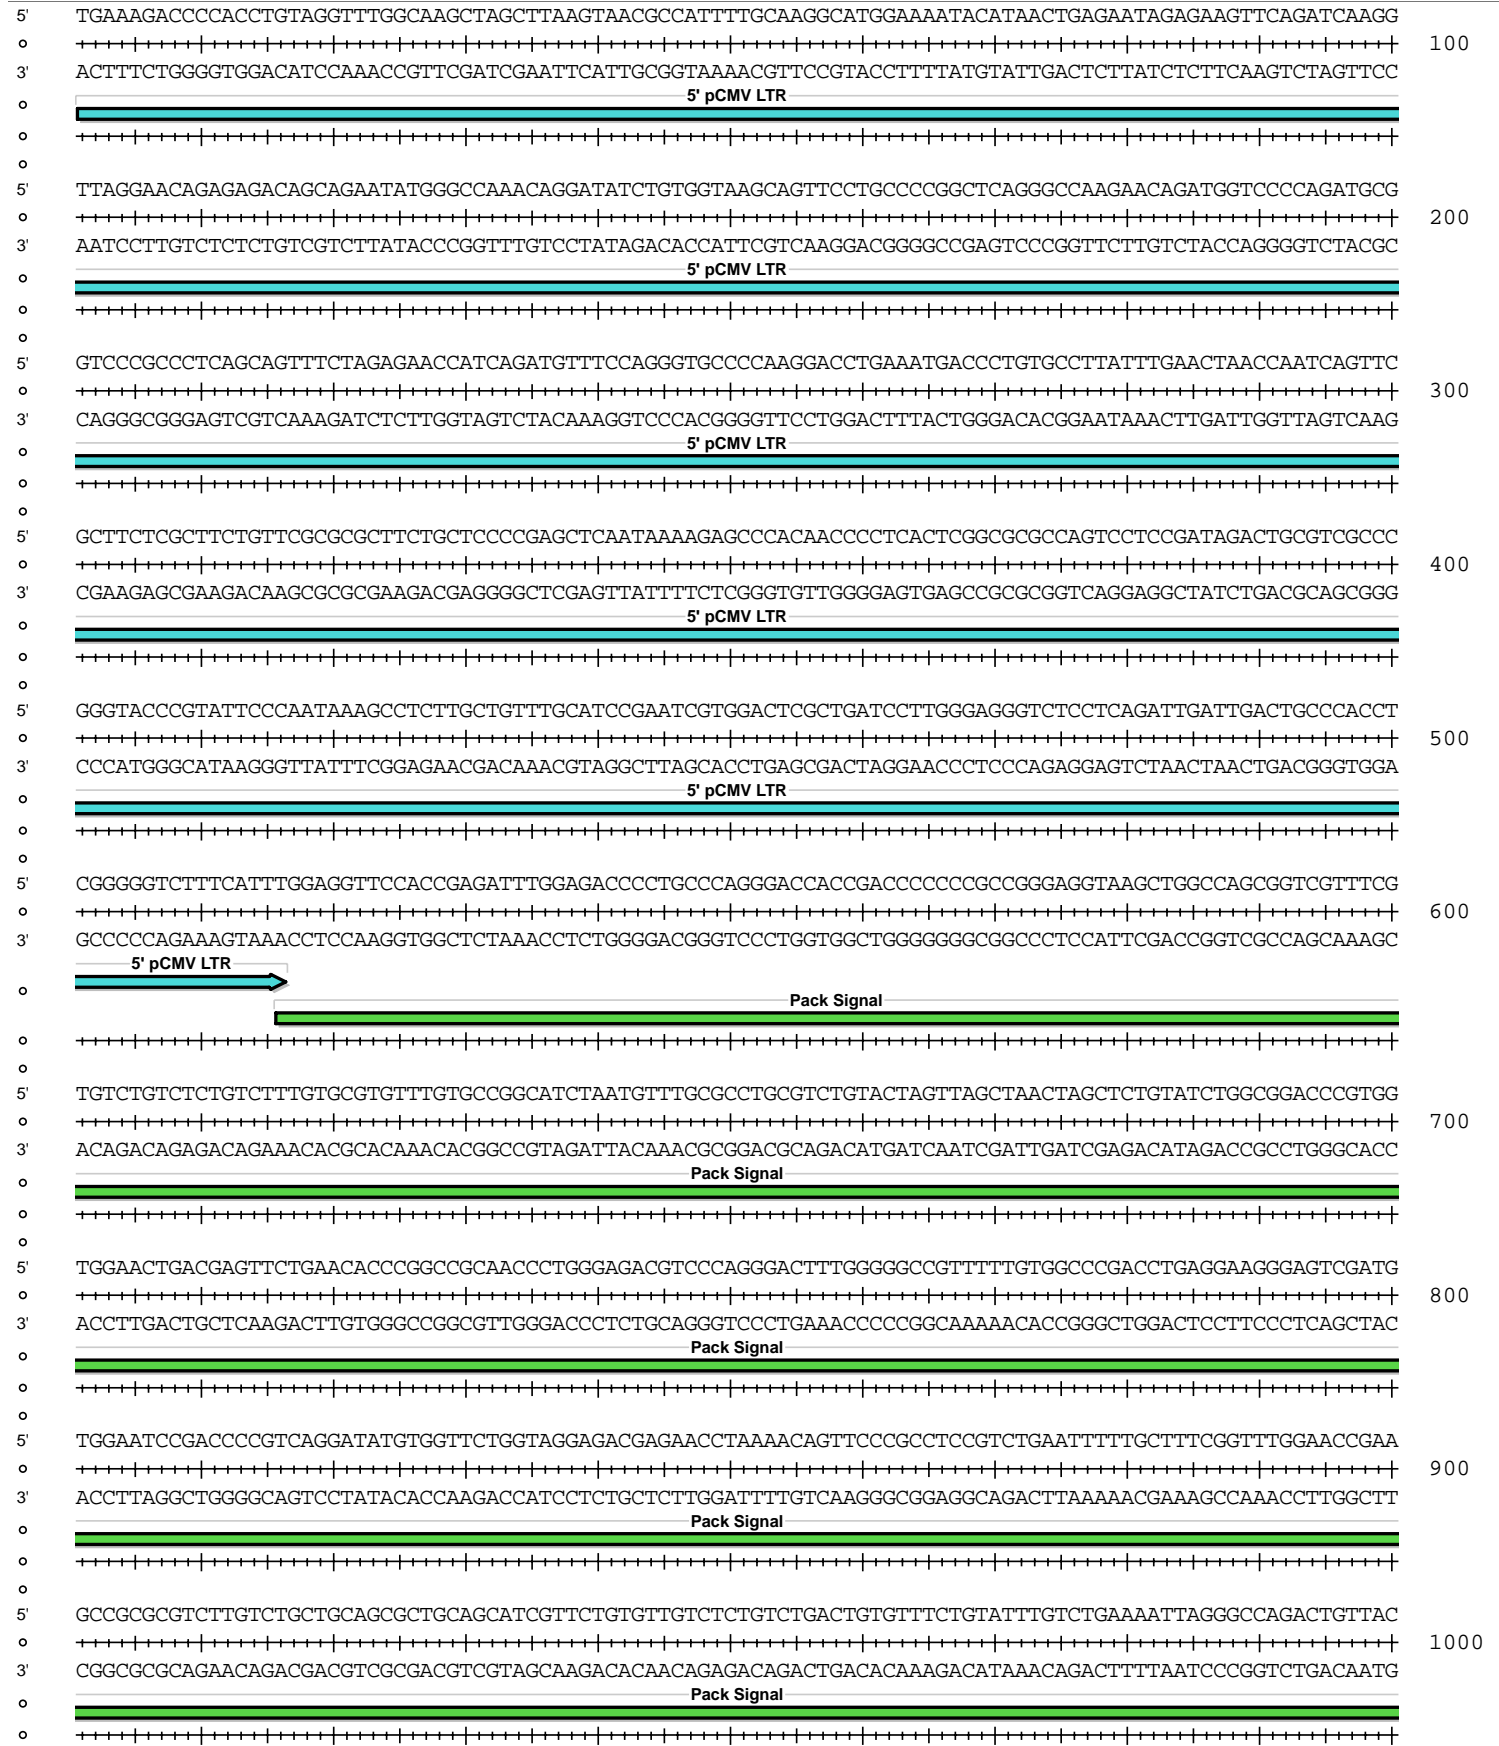 5' TGAAAGACCCCACCTGTAGGTTTGGCAAGCTAGCTTAAGTAACGCCATTTTGCAAGGCATGGAAAATACATAACTGAGAATAGAGAAGTTCAGATCAAGG
100
3' ACTTTCTGGGGTGGACATCCAAACCGTTCGATCGAATTCATTGCGGTAAAACGTTCCGTACCTTTTATGTATTGACTCTTATCTCTTCAAGTCTAGTTCC
5' pCMV LTR
5' TTAGGAACAGAGAGACAGCAGAATATGGGCCAAACAGGATATCTGTGGTAAGCAGTTCCTGCCCCGGCTCAGGGCCAAGAACAGATGGTCCCCAGATGCG
200
3' AATCCTTGTCTCTCTGTCGTCTTATACCCGGTTTGTCCTATAGACACCATTCGTCAAGGACGGGGCCGAGTCCCGGTTCTTGTCTACCAGGGGTCTACGC
5' pCMV LTR
5' GTCCCGCCCTCAGCAGTTTCTAGAGAACCATCAGATGTTTCCAGGGTGCCCCAAGGACCTGAAATGACCCTGTGCCTTATTTGAACTAACCAATCAGTTC
300
3' CAGGGCGGGAGTCGTCAAAGATCTCTTGGTAGTCTACAAAGGTCCCACGGGGTTCCTGGACTTTACTGGGACACGGAATAAACTTGATTGGTTAGTCAAG
5' pCMV LTR
5' GCTTCTCGCTTCTGTTCGCGCGCTTCTGCTCCCCGAGCTCAATAAAAGAGCCCACAACCCCTCACTCGGCGCGCCAGTCCTCCGATAGACTGCGTCGCCC
400
3' CGAAGAGCGAAGACAAGCGCGCGAAGACGAGGGGCTCGAGTTATTTTCTCGGGTGTTGGGGAGTGAGCCGCGCGGTCAGGAGGCTATCTGACGCAGCGGG
5' pCMV LTR
5' GGGTACCCGTATTCCCAATAAAGCCTCTTGCTGTTTGCATCCGAATCGTGGACTCGCTGATCCTTGGGAGGGTCTCCTCAGATTGATTGACTGCCCACCT
500
3' CCCATGGGCATAAGGGTTATTTCGGAGAACGACAAACGTAGGCTTAGCACCTGAGCGACTAGGAACCCTCCCAGAGGAGTCTAACTAACTGACGGGTGGA
5' pCMV LTR
5' CGGGGGTCTTTCATTTGGAGGTTCCACCGAGATTTGGAGACCCCTGCCCAGGGACCACCGACCCCCCCGCCGGGAGGTAAGCTGGCCAGCGGTCGTTTCG
600
3' GCCCCCAGAAAGTAAACCTCCAAGGTGGCTCTAAACCTCTGGGGACGGGTCCCTGGTGGCTGGGGGGGCGGCCCTCCATTCGACCGGTCGCCAGCAAAGC
5' pCMV LTR
Pack Signal
5' TGTCTGTCTCTGTCTTTGTGCGTGTTTGTGCCGGCATCTAATGTTTGCGCCTGCGTCTGTACTAGTTAGCTAACTAGCTCTGTATCTGGCGGACCCGTGG
700
3' ACAGACAGAGACAGAAACACGCACAAACACGGCCGTAGATTACAAACGCGGACGCAGACATGATCAATCGATTGATCGAGACATAGACCGCCTGGGCACC
Pack Signal
5' TGGAACTGACGAGTTCTGAACACCCGGCCGCAACCCTGGGAGACGTCCCAGGGACTTTGGGGGCCGTTTTTGTGGCCCGACCTGAGGAAGGGAGTCGATG
800
3' ACCTTGACTGCTCAAGACTTGTGGGCCGGCGTTGGGACCCTCTGCAGGGTCCCTGAAACCCCCGGCAAAAACACCGGGCTGGACTCCTTCCCTCAGCTAC
Pack Signal
5' TGGAATCCGACCCCGTCAGGATATGTGGTTCTGGTAGGAGACGAGAACCTAAAACAGTTCCCGCCTCCGTCTGAATTTTTGCTTTCGGTTTGGAACCGAA
900
3' ACCTTAGGCTGGGGCAGTCCTATACACCAAGACCATCCTCTGCTCTTGGATTTTGTCAAGGGCGGAGGCAGACTTAAAAACGAAAGCCAAACCTTGGCTT
Pack Signal
5' GCCGCGCGTCTTGTCTGCTGCAGCGCTGCAGCATCGTTCTGTGTTGTCTCTGTCTGACTGTGTTTCTGTATTTGTCTGAAAATTAGGGCCAGACTGTTAC
1000
3' CGGCGCGCAGAACAGACGACGTCGCGACGTCGTAGCAAGACACAACAGAGACAGACTGACACAAAGACATAAACAGACTTTTAATCCCGGTCTGACAATG
Pack Signal